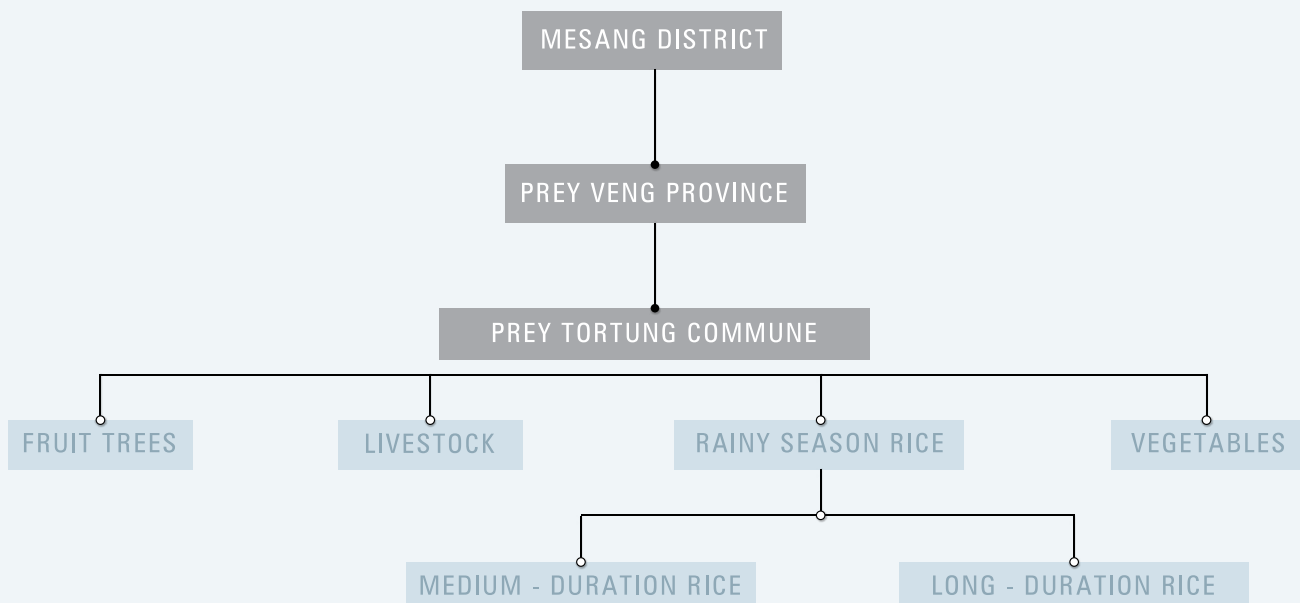 MESANG DISTRICT
PREY VENG PROVINCE
PREY TORTUNG COMMUNE
FRUIT TREES
LIVESTOCK
RAINY SEASON RICE
VEGETABLES
MEDIUM - DURATION RICE
LONG - DURATION RICE